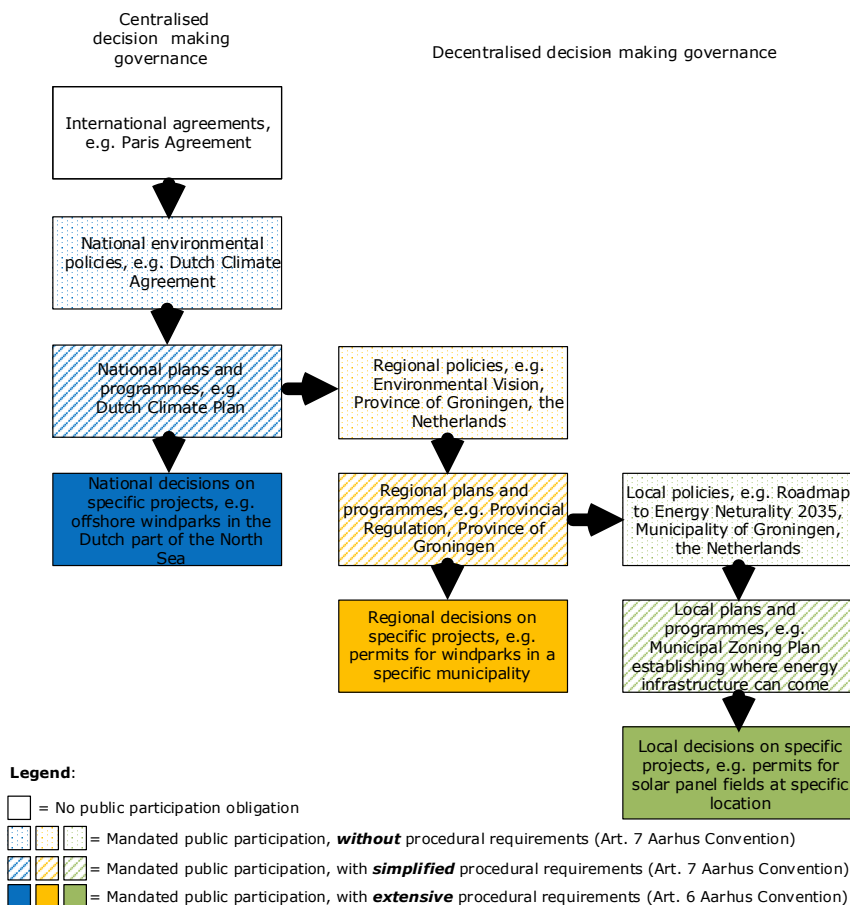 Centralised
decision making
governance
Decentralised decision making governance
International agreements,
e.g. Paris Agreement
National environmental
policies, e.g. Dutch Climate
Agreement
National plans and
programmes, e.g.
Dutch Climate Plan
Regional policies, e.g.
Environmental Vision,
Province of Groningen, the
Netherlands
National decisions on
specific projects, e.g.
offshore windparks in the
Dutch part of the North
Sea
Regional plans and
programmes, e.g. Provincial
Regulation, Province of
Groningen
Local policies, e.g. Roadmap
to Energy Neturality 2035,
Municipality of Groningen,
the Netherlands
Regional decisions on
specific projects, e.g.
permits for windparks in a
specific municipality
Local plans and
programmes, e.g.
Municipal Zoning Plan
establishing where energy
infrastructure can come
Local decisions on specific
projects, e.g. permits for
solar panel fields at specific
location
Legend:
= No public participation obligation
= Mandated public participation, without procedural requirements (Art. 7 Aarhus Convention)
= Mandated public participation, with simplified procedural requirements (Art. 7 Aarhus Convention)
= Mandated public participation, with extensive procedural requirements (Art. 6 Aarhus Convention)